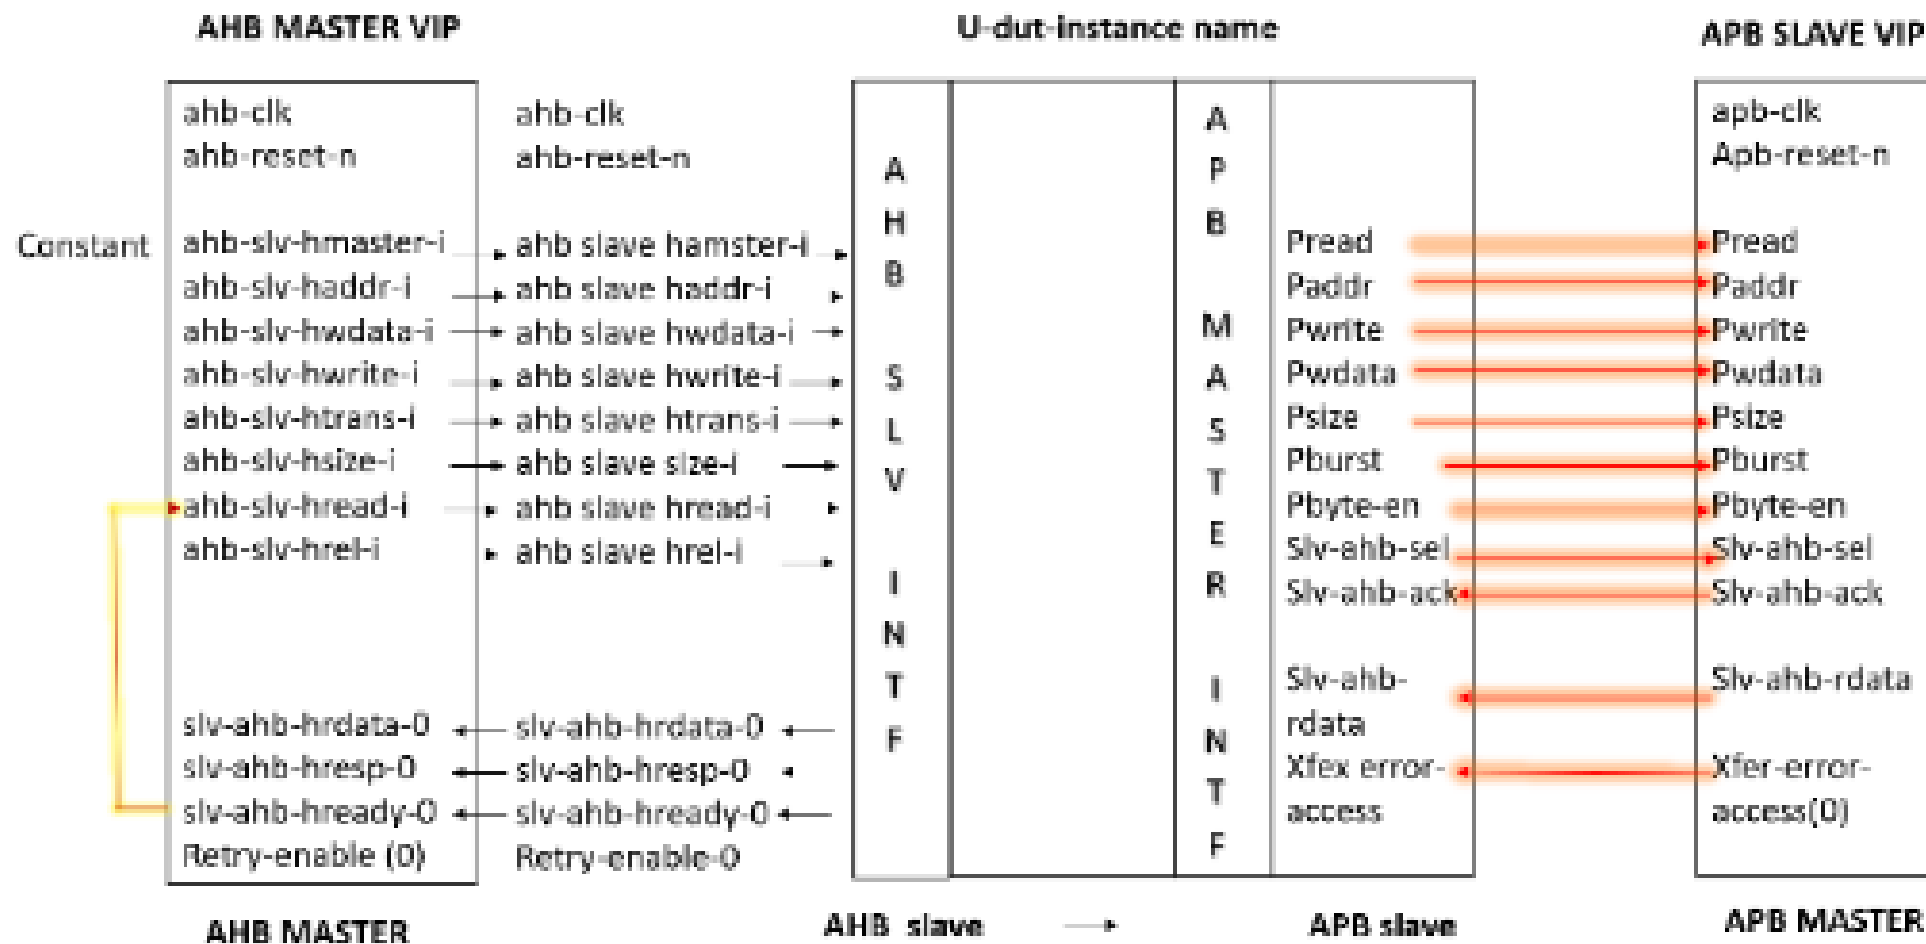 AHB MASTER VIP
U-dut-instance name
APB SLAVE VIP
ahb-clk
ahb-reset-n
Constant
ahb-slv-hmaster-i
ahb-slv-haddr-i
ahb-slv-hwdata-i
ahb-slv-hwrite-i
ahb-slv-htrans-i
ahb-slv-hsize-i
ahb-slv-hread-i
ahb-slv-hrel-i
slv-ahb-hrdata-0
slv-ahb-hresp-0
slv-ahb-hready-0
Retry-enable (0)
AHB MASTER
ahb-clk
ahb-reset-n
ahb slave hamster-i
ahb slave haddr-i
ahb slave hwdata-i
ahb slave hwrite-i
ahb slave htrans-i
ahb slave size-i
ahb slave hread-i
ahb slave hrel-i
slv-ahb-hrdata-0
slv-ahb-hresp-0
slv-ahb-hready-0
Retry-enable-0
AHB SLV INTF
AHB slave
APB MASTER INTF
Pread
Paddr
Pwrite
Pwdata
Psize
Pburst
Pbyte-en
Slv-ahb-sel
Slv-ahb-ack
Slv-ahb-
rdata
Xfex error-
access
APB slave
apb-clk
Apb-reset-n
Pread
Paddr
Pwrite
Pwdata
Psize
Pburst
Pbyte-en
Slv-ahb-sel
Slv-ahb-ack
Slv-ahb-rdata
Xfer-error-
access(0)
APB MASTER